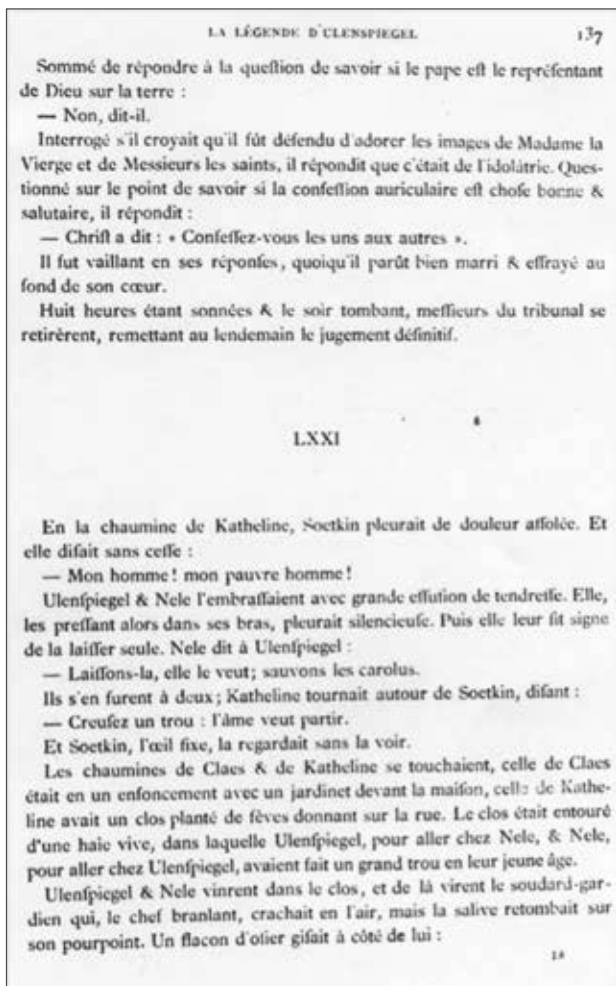 LA LÉGENDE D'ULENSPIEGEL 137
Sommé de répondre à la queſtion de savoir si le pape eſt le repréſentant
de Dieu sur la terre :
— Non, dit-il.
Interrogé s'il croyait qu'il fût défendu d'adorer les images de Madame la
Vierge et de Messieurs les saints, il répondit que c'était de l'idolâtrie. Ques-
tionné sur le point de savoir si la confeſſion auriculaire eſt choſe bonne &
salutaire, il répondit :
— Chriſt a dit : « Confeſſez-vous les uns aux autres ».
Il fut vaillant en ses réponſes, quoiqu'il parût bien marri & effrayé au
fond de son cœur.
Huit heures étant sonnées & le soir tombant, meſſieurs du tribunal se
retirèrent, remettant au lendemain le jugement définitif.
LXXI
En la chaumine de Katheline, Soetkin pleurait de douleur affolée. Et
elle diſait sans ceſſe :
— Mon homme! mon pauvre homme!
Ulenſpiegel & Nele l'embraſſaient avec grande effuſion de tendreſſe. Elle,
les preſſant alors dans ses bras, pleurait silencieuſe. Puis elle leur fit signe
de la laiſſer seule. Nele dit à Ulenſpiegel :
— Laiſſons-la, elle le veut; sauvons les carolus.
Ils s'en furent à deux; Katheline tournait autour de Soetkin, diſant :
— Creuſez un trou : l'âme veut partir.
Et Soetkin, l'œil fixe, la regardait sans la voir.
Les chaumines de Claes & de Katheline se touchaient, celle de Claes
était en un enfoncement avec un jardinet devant la maiſon, celle de Kathe-
line avait un clos planté de fèves donnant sur la rue. Le clos était entouré
d'une haie vive, dans laquelle Ulenſpiegel, pour aller chez Nele, & Nele,
pour aller chez Ulenſpiegel, avaient fait un grand trou en leur jeune âge.
Ulenſpiegel & Nele vinrent dans le clos, et de là virent le soudard-gar-
dien qui, le chef branlant, crachait en l'air, mais la salive retombait sur
son pourpoint. Un flacon d'oſier giſait à côté de lui :
18